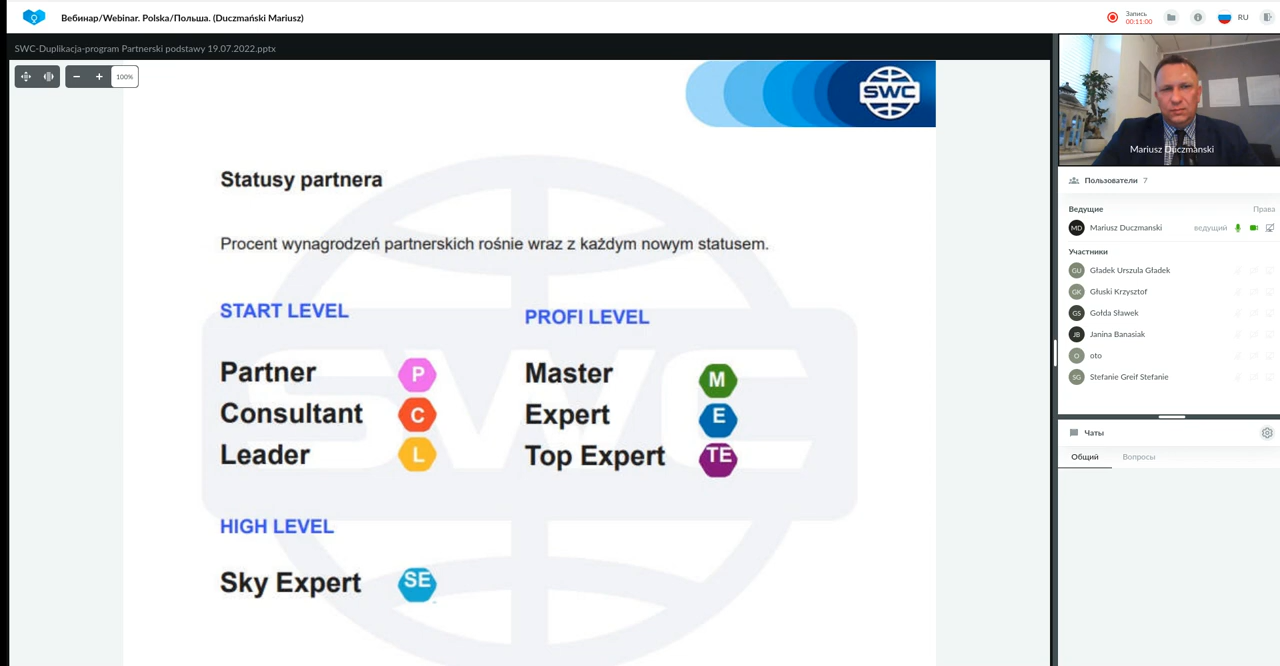 Вебинар/Webinar. Polska/Польша. (Duczmański Mariusz)
Запись
00:11:00
RU
SWC-Duplikacja-program Partnerski podstawy 19.07.2022.pptx
100%
SWC
Statusy partnera
Procent wynagrodzeń partnerskich rośnie wraz z każdym nowym statusem.
START LEVEL
Partner P
Consultant C
Leader L
PROFI LEVEL
Master M
Expert E
Top Expert TE
HIGH LEVEL
Sky Expert SE
SWC
Mariusz Duczmanski
Пользователи 7
Ведущие Права
MD Mariusz Duczmanski ведущий
Участники
GU Gładek Urszula Gładek
GK Głuski Krzysztof
GS Gołda Sławek
JB Janina Banasiak
O oto
SG Stefanie Greif Stefanie
Чаты
Общий Вопросы